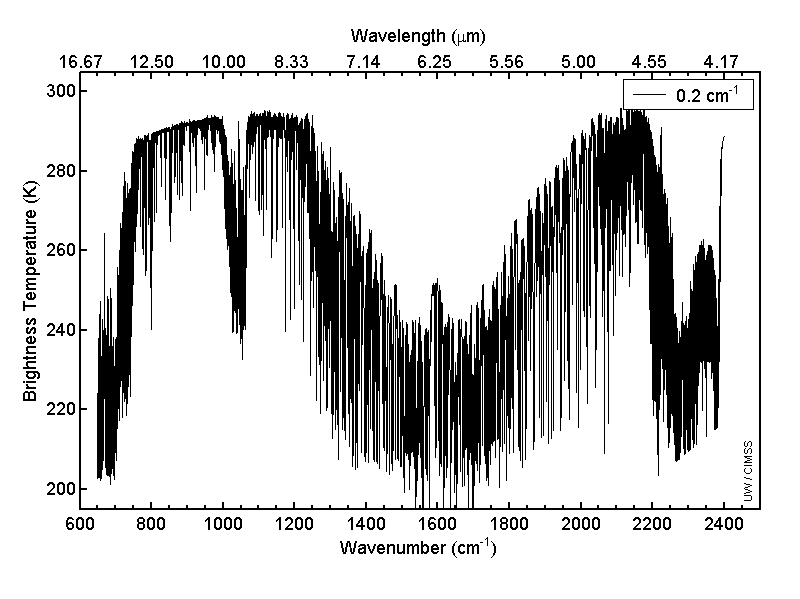 Wavelength (μm)
16.67 12.50 10.00 8.33 7.14 6.25 5.56 5.00 4.55 4.17
0.2 cm⁻¹
300
280
260
240
220
200
Brightness Temperature (K)
UW / CIMSS
600 800 1000 1200 1400 1600 1800 2000 2200 2400
Wavenumber (cm⁻¹)